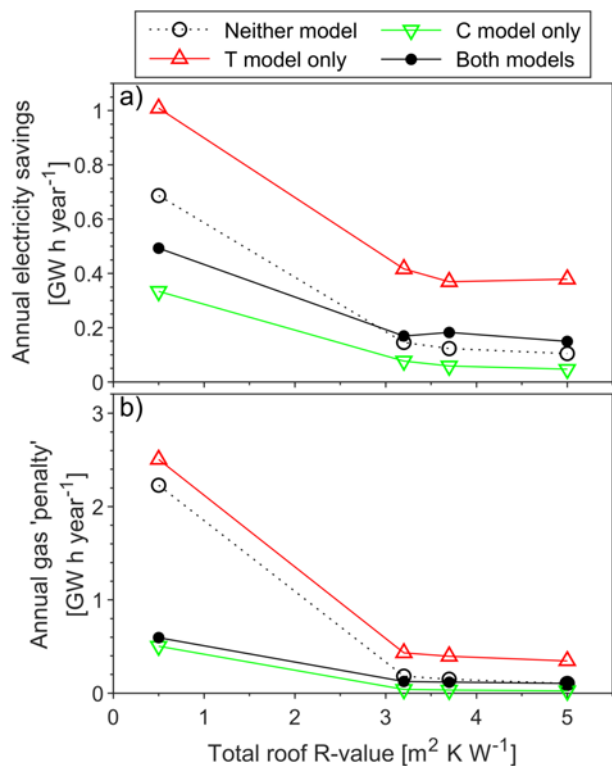 Neither model
C model only
T model only
Both models
a)
1
0.8
0.6
0.4
0.2
0
Annual electricity savings
[GW h year⁻¹]
b)
3
2
1
0
Annual gas 'penalty'
[GW h year⁻¹]
0 1 2 3 4 5
Total roof R-value [m² K W⁻¹]